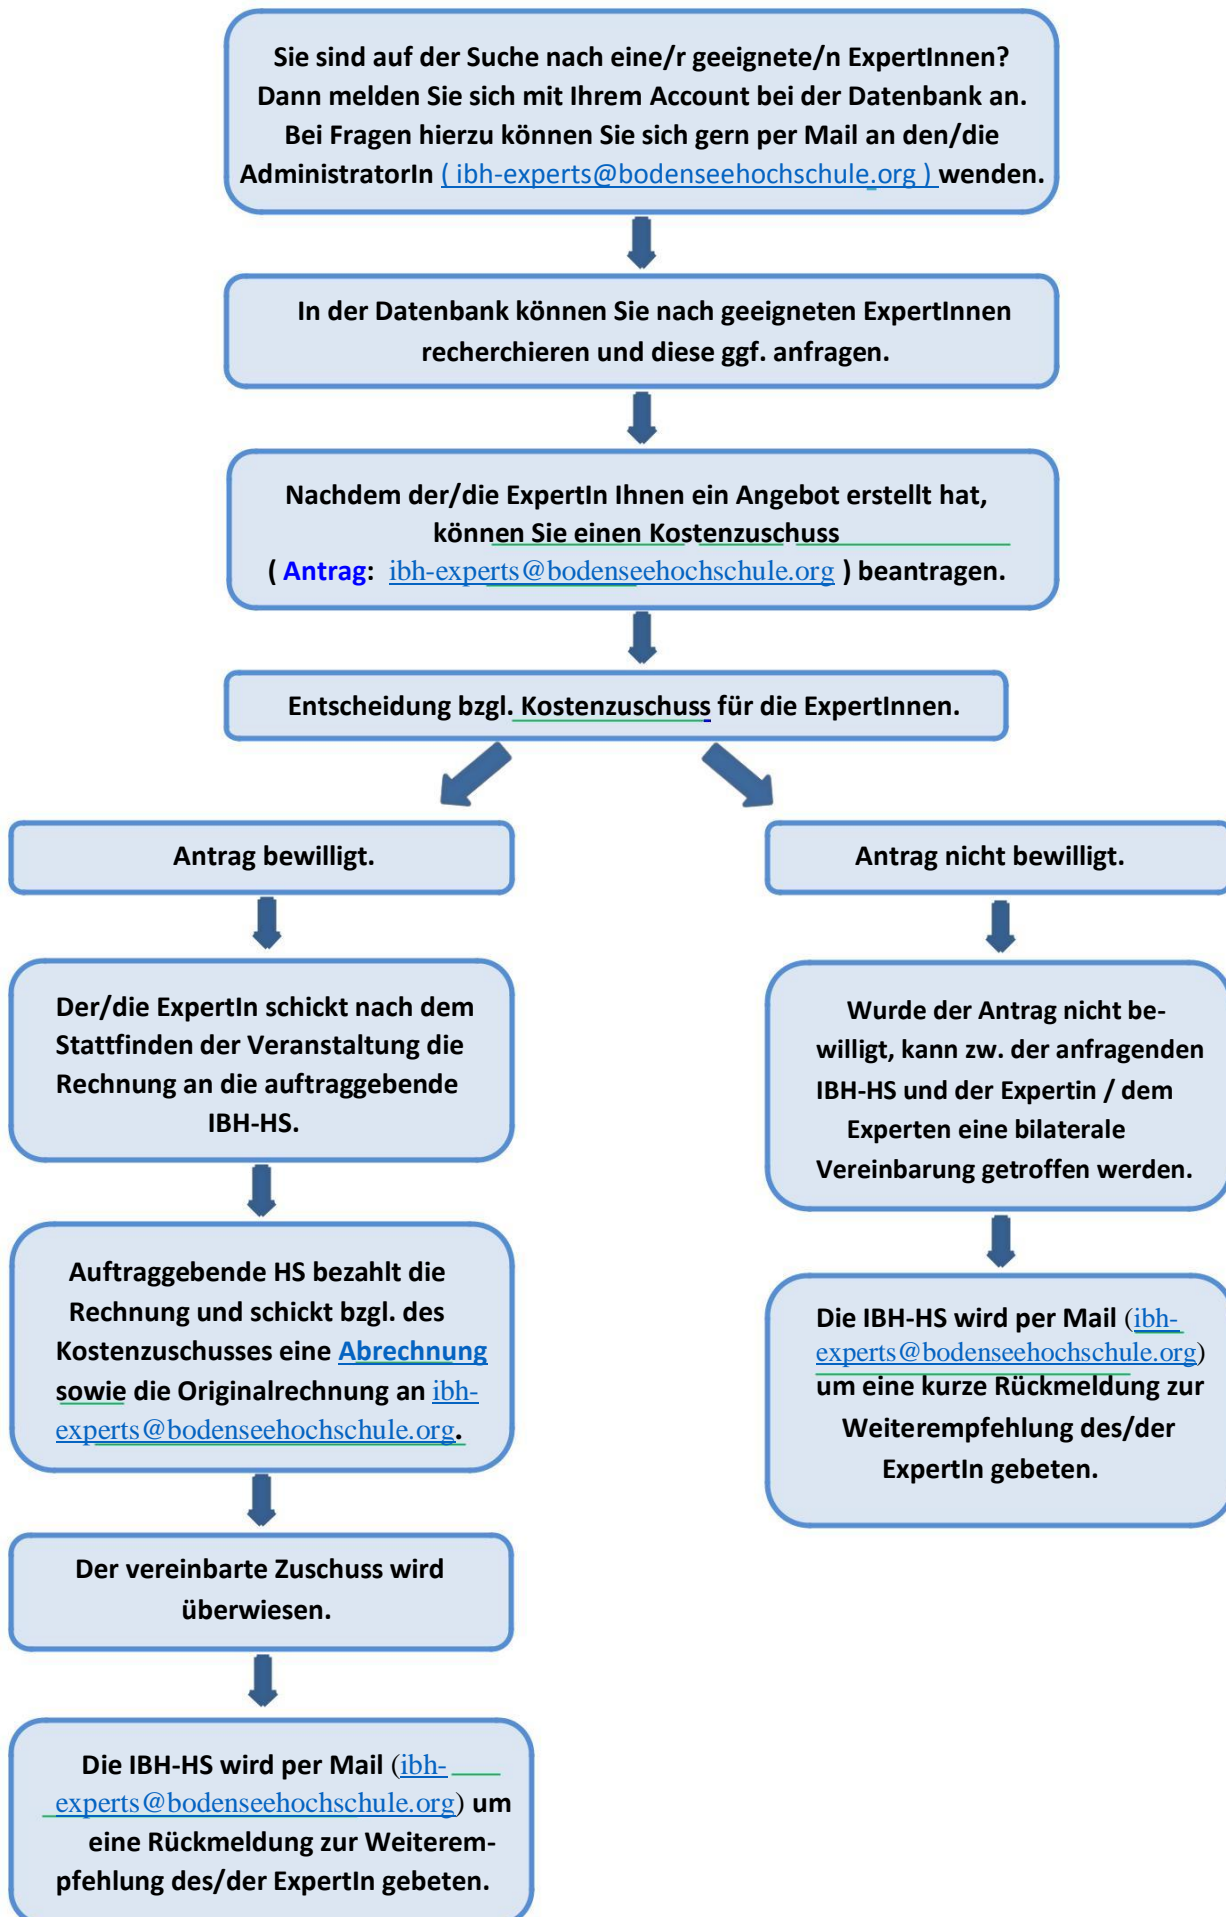 Sie sind auf der Suche nach eine/r geeignete/n ExpertInnen?
Dann melden Sie sich mit Ihrem Account bei der Datenbank an.
Bei Fragen hierzu können Sie sich gern per Mail an den/die
AdministratorIn ( ibh-experts@bodenseehochschule.org ) wenden.
In der Datenbank können Sie nach geeigneten ExpertInnen
recherchieren und diese ggf. anfragen.
Nachdem der/die ExpertIn Ihnen ein Angebot erstellt hat,
können Sie einen Kostenzuschuss
( Antrag: ibh-experts@bodenseehochschule.org ) beantragen.
Entscheidung bzgl. Kostenzuschuss für die ExpertInnen.
Antrag bewilligt.
Der/die ExpertIn schickt nach dem
Stattfinden der Veranstaltung die
Rechnung an die auftraggebende
IBH-HS.
Auftraggebende HS bezahlt die
Rechnung und schickt bzgl. des
Kostenzuschusses eine Abrechnung
sowie die Originalrechnung an ibh-
experts@bodenseehochschule.org.
Der vereinbarte Zuschuss wird
überwiesen.
Die IBH-HS wird per Mail (ibh-
experts@bodenseehochschule.org) um
eine Rückmeldung zur Weiterem-
pfehlung des/der ExpertIn gebeten.
Antrag nicht bewilligt.
Wurde der Antrag nicht be-
willigt, kann zw. der anfragenden
IBH-HS und der Expertin / dem
Experten eine bilaterale
Vereinbarung getroffen werden.
Die IBH-HS wird per Mail (ibh-
experts@bodenseehochschule.org)
um eine kurze Rückmeldung zur
Weiterempfehlung des/der
ExpertIn gebeten.